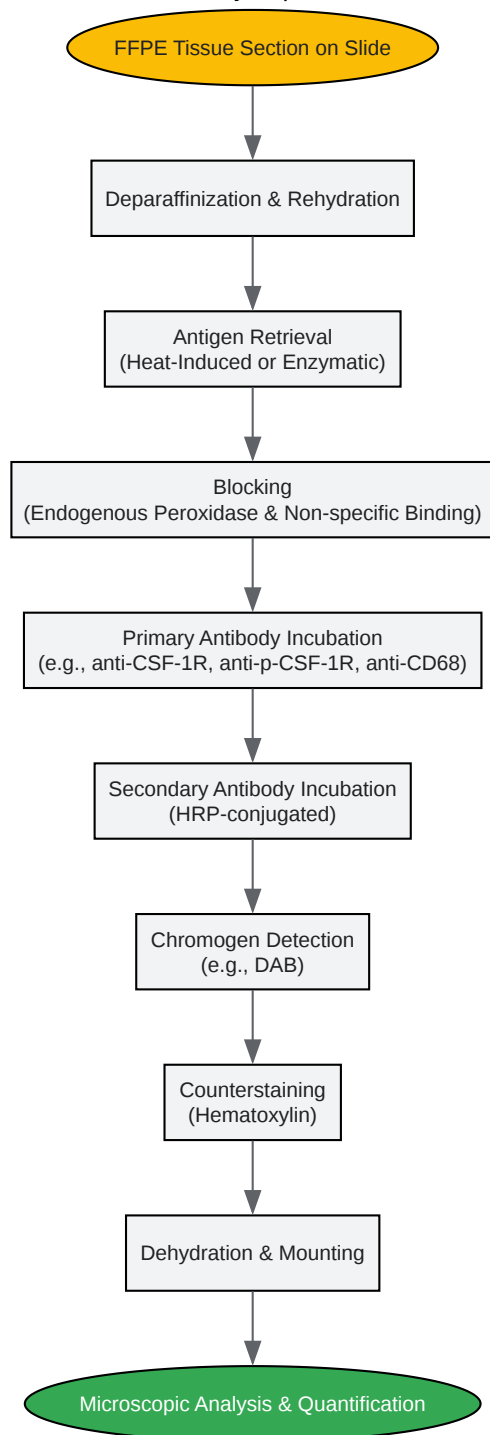 FFPE Tissue Section on Slide
Deparaffinization & Rehydration
Antigen Retrieval
(Heat-Induced or Enzymatic)
Blocking
(Endogenous Peroxidase & Non-specific Binding)
Primary Antibody Incubation
(e.g., anti-CSF-1R, anti-p-CSF-1R, anti-CD68)
Secondary Antibody Incubation
(HRP-conjugated)
Chromogen Detection
(e.g., DAB)
Counterstaining
(Hematoxylin)
Dehydration & Mounting
Microscopic Analysis & Quantification